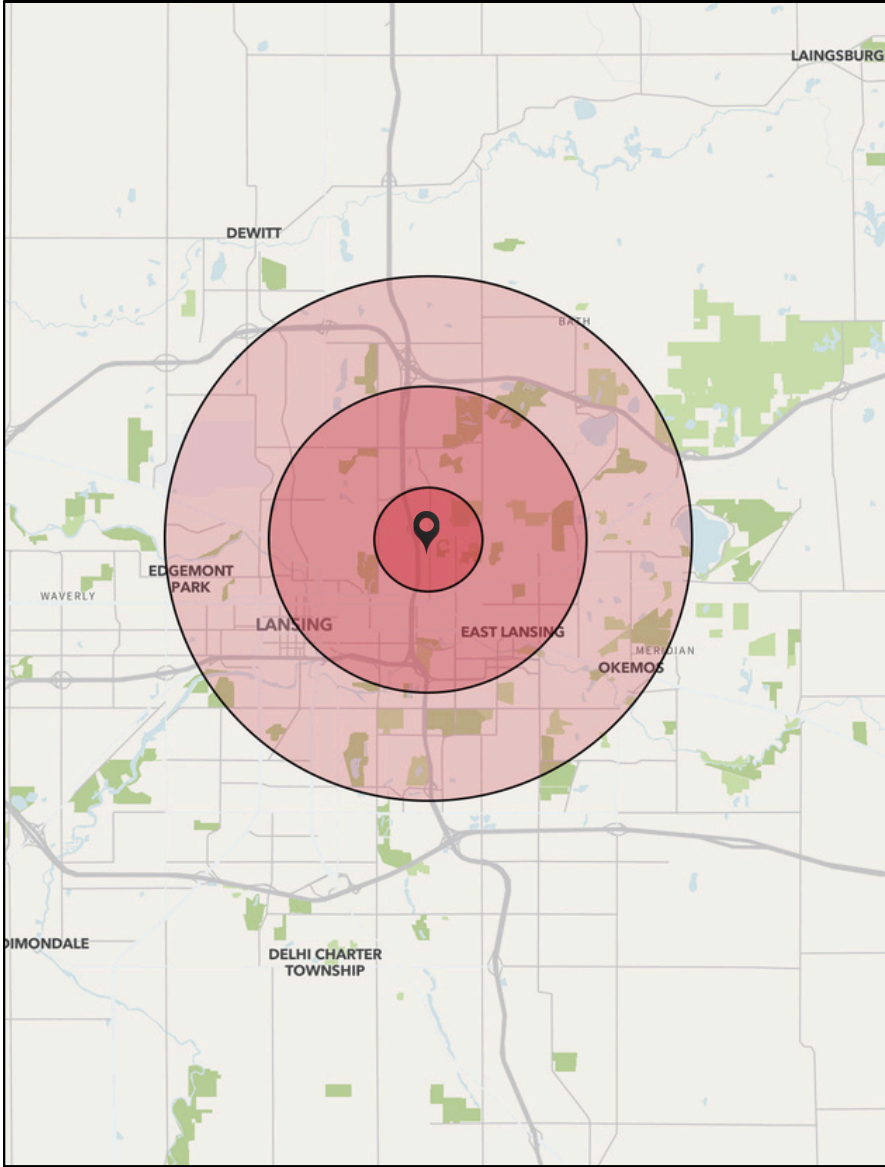 LAINGSBURG
DEWITT
BATH
EDGEMONT
PARK
WAVERLY
LANSING
EAST LANSING
MERIDIAN
OKEMOS
DIMONDALE
DELHI CHARTER
TOWNSHIP